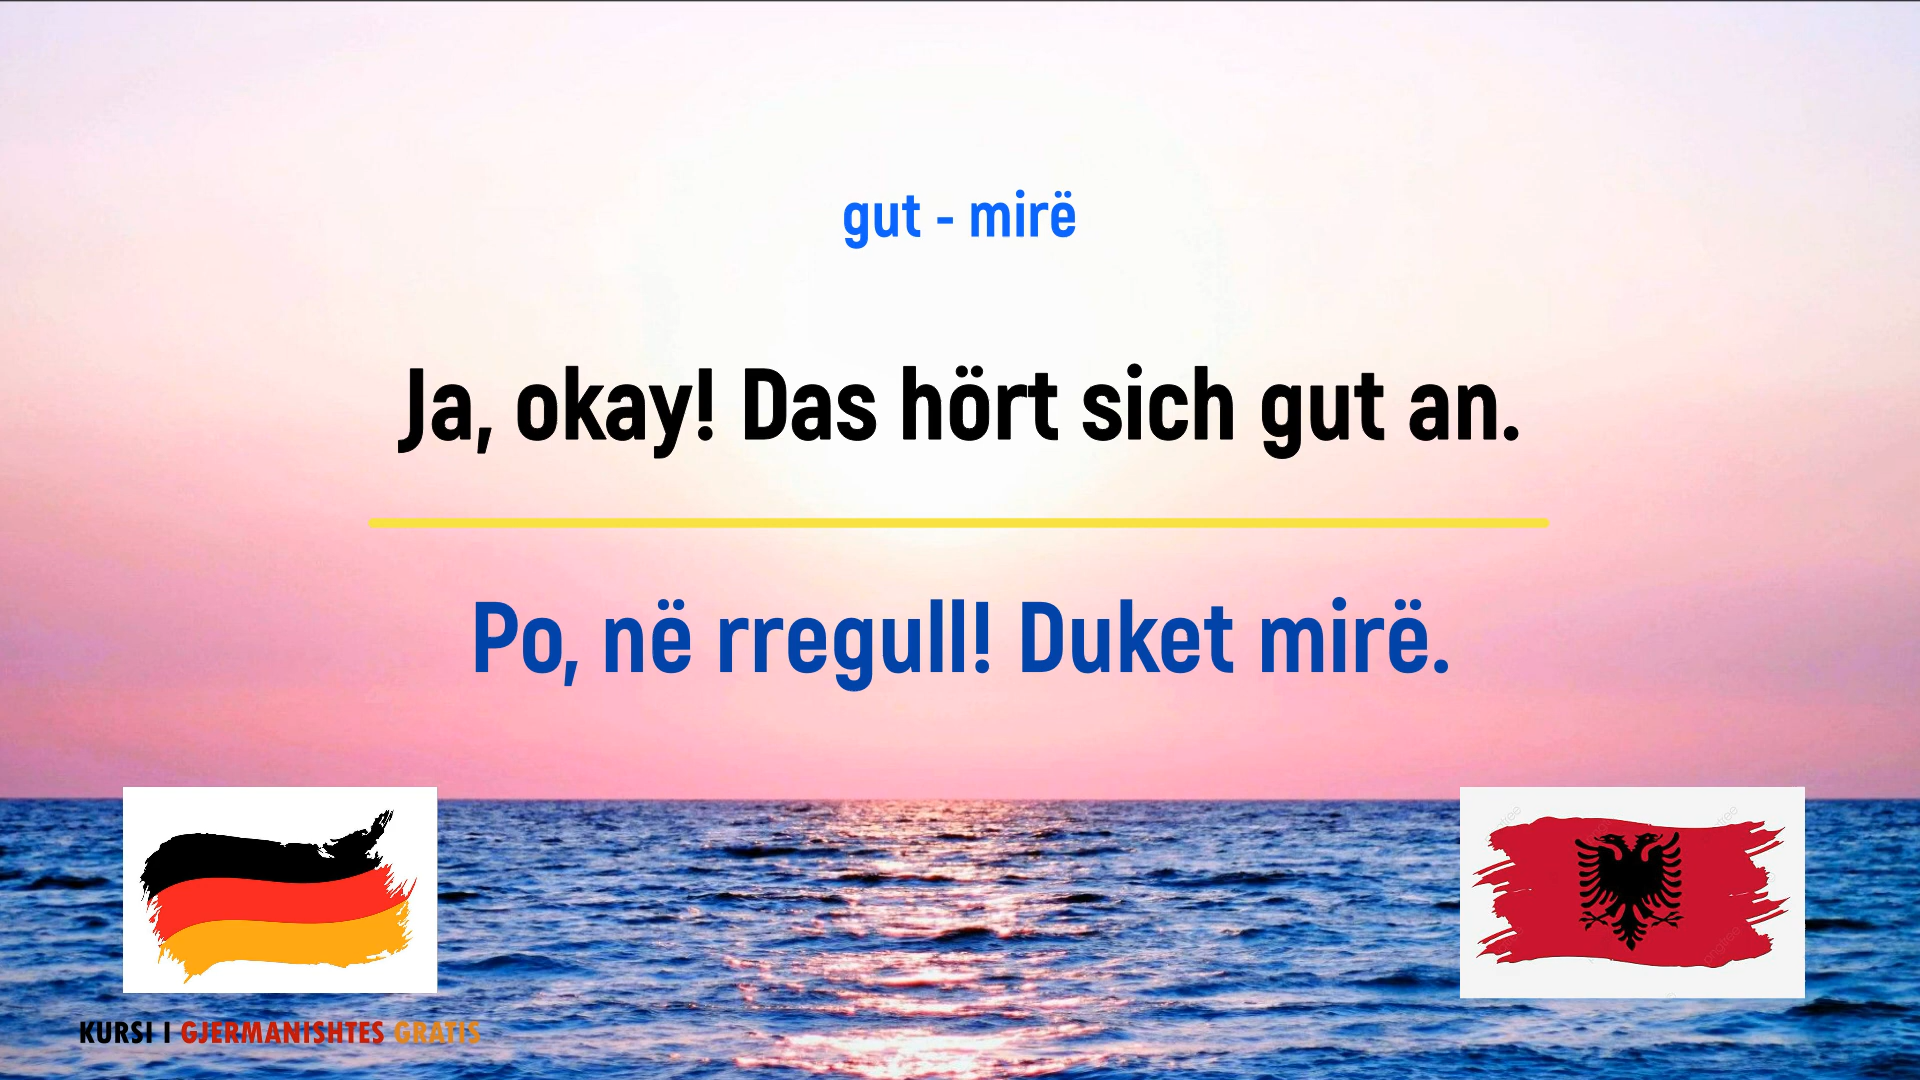 gut - mirë
Ja, okay! Das hört sich gut an.
Po, në rregull! Duket mirë.
KURSI I GJERMANISHTES GRATIS